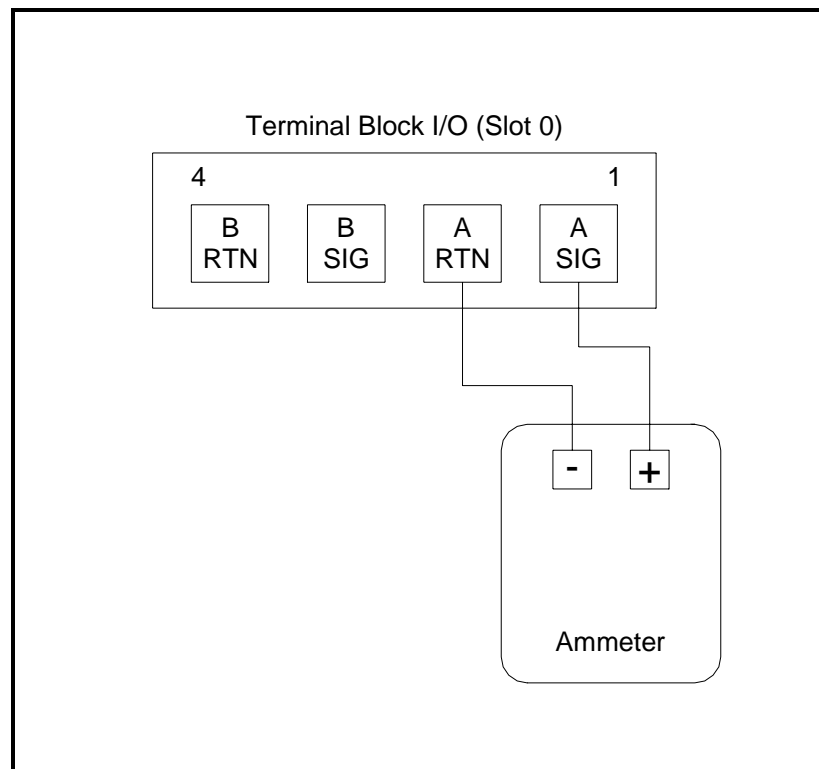 Terminal Block I/O (Slot 0)
4 1
B RTN
B SIG
A RTN
A SIG
- +
Ammeter